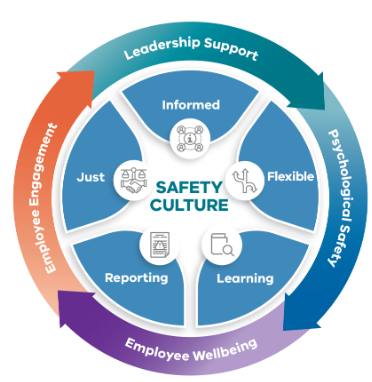 Leadership Support
Informed
Just
Flexible
SAFETY
CULTURE
Employee Engagement
Psychological Safety
Reporting
Learning
Employee Wellbeing